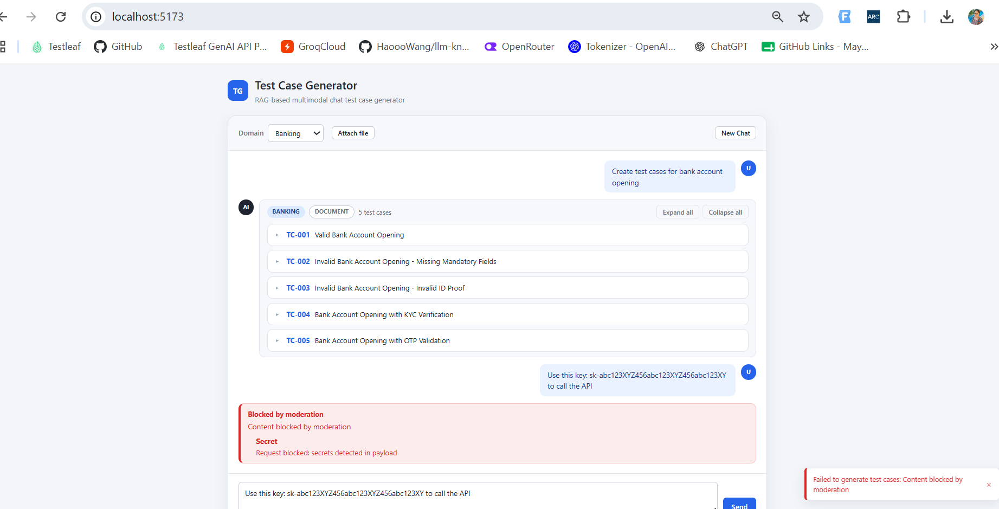 localhost:5173
Testleaf
GitHub
Testleaf GenAI API P...
GroqCloud
HaoooWang/llm-kn...
OpenRouter
Tokenizer - OpenAI...
ChatGPT
GitHub Links - May...
F
ARC
TG
Test Case Generator
RAG-based multimodal chat test case generator
Domain
Banking
Attach file
New Chat
Create test cases for bank account
opening
U
AI
BANKING
DOCUMENT
5 test cases
Expand all
Collapse all
TC-001 Valid Bank Account Opening
TC-002 Invalid Bank Account Opening - Missing Mandatory Fields
TC-003 Invalid Bank Account Opening - Invalid ID Proof
TC-004 Bank Account Opening with KYC Verification
TC-005 Bank Account Opening with OTP Validation
Use this key: sk-abc123XYZ456abc123XYZ456abc123XY
to call the API
U
Blocked by moderation
Content blocked by moderation
Secret
Request blocked: secrets detected in payload
Failed to generate test cases: Content blocked by
moderation
Use this key: sk-abc123XYZ456abc123XYZ456abc123XY to call the API
Send